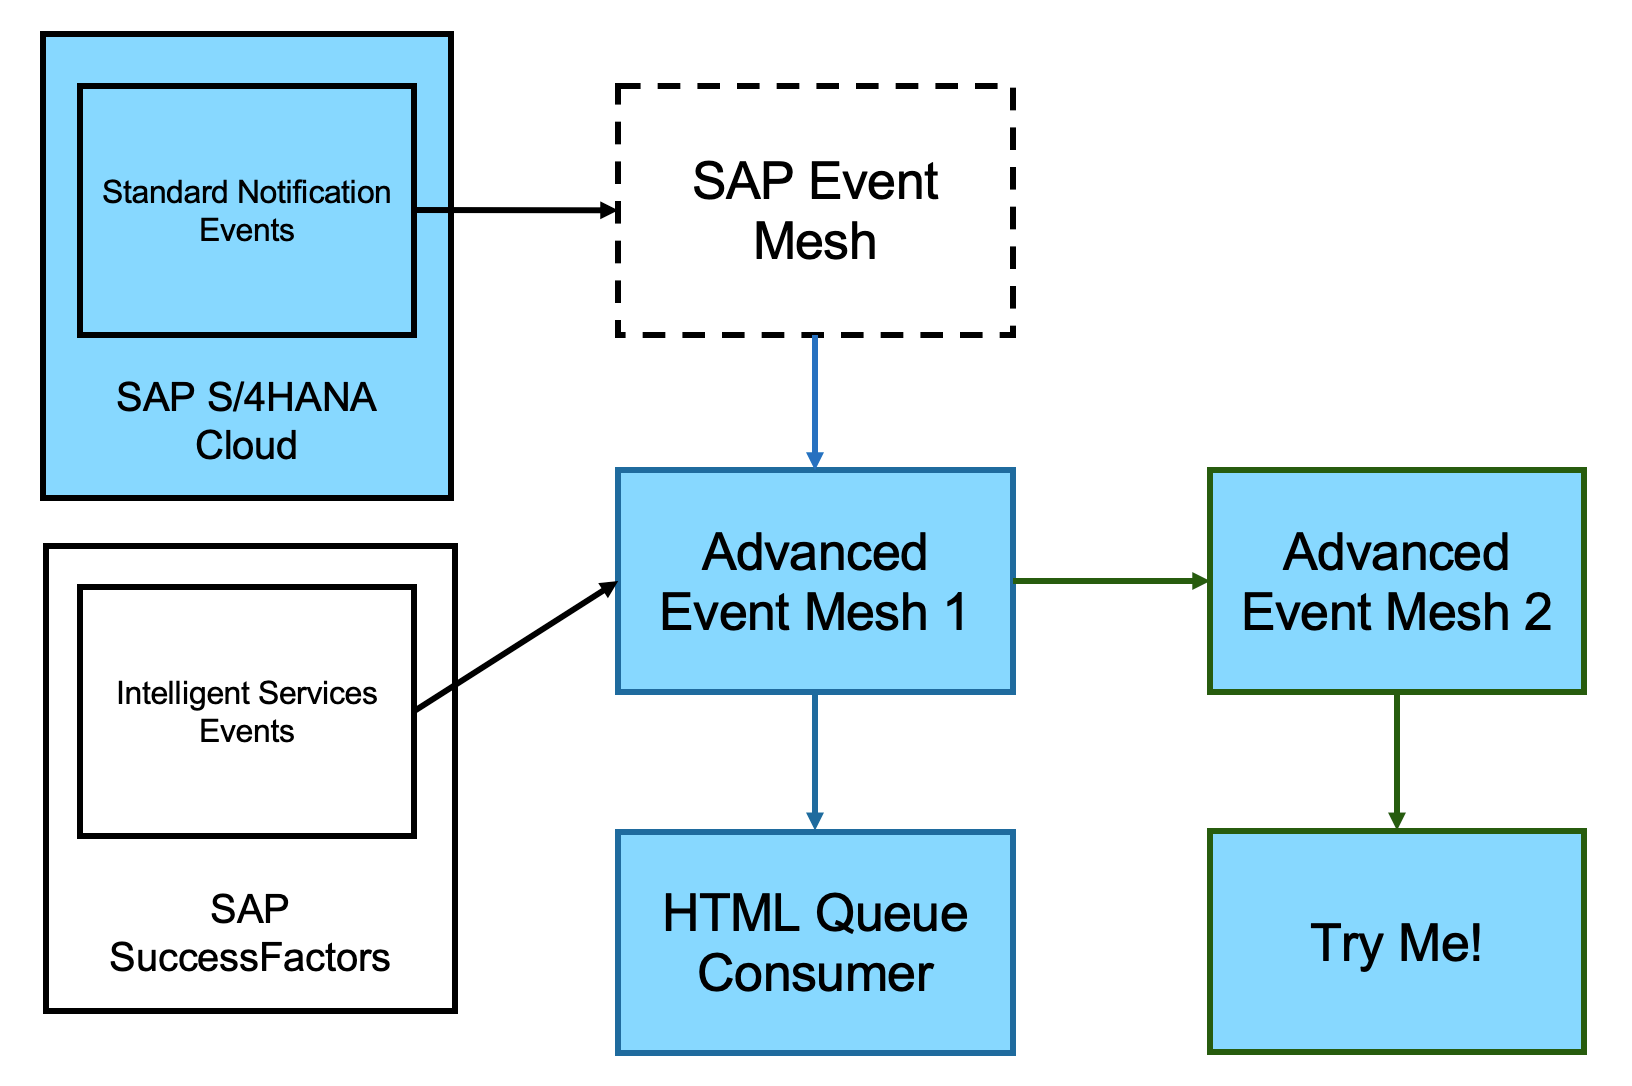 Standard Notification
Events
SAP S/4HANA
Cloud
SAP Event
Mesh
Intelligent Services
Events
SAP
SuccessFactors
Advanced
Event Mesh 1
Advanced
Event Mesh 2
HTML Queue
Consumer
Try Me!